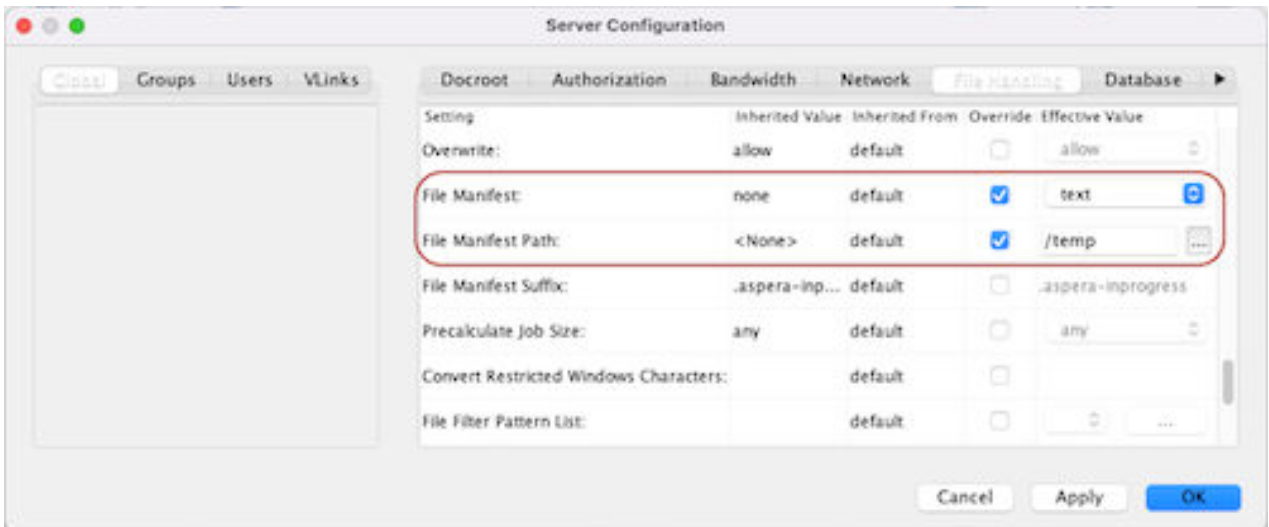 Server Configuration
Global Groups Users VLinks
Docroot Authorization Bandwidth Network File Handling Database
Setting Inherited Value Inherited From Override Effective Value
Overwrite: allow default allow
File Manifest: none default text
File Manifest Path: <None> default /temp ...
File Manifest Suffix: .aspera-inp... default .aspera-inprogress
Precalculate Job Size: any default any
Convert Restricted Windows Characters: default
File Filter Pattern List: default ...
Cancel Apply OK